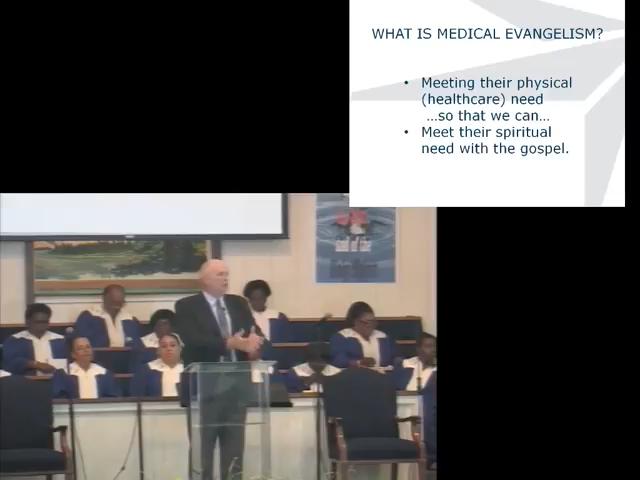 WHAT IS MEDICAL EVANGELISM?
• Meeting their physical
(healthcare) need
…so that we can…
• Meet their spiritual
need with the gospel.